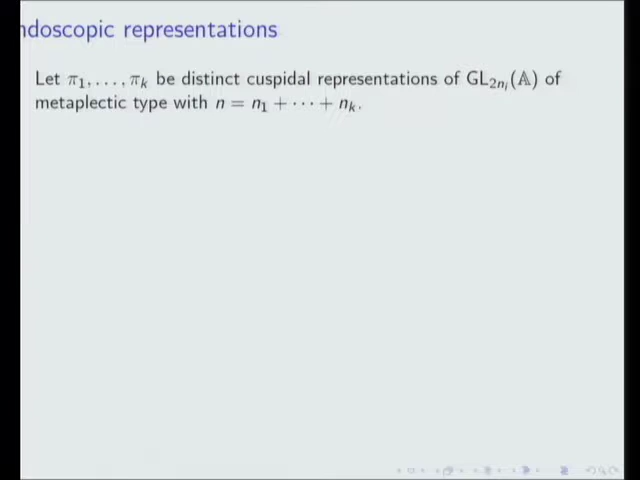 ndoscopic representations
Let π₁, . . . , πₖ be distinct cuspidal representations of GL₂ₙᵢ(𝔸) of
metaplectic type with n = n₁ + ··· + nₖ.